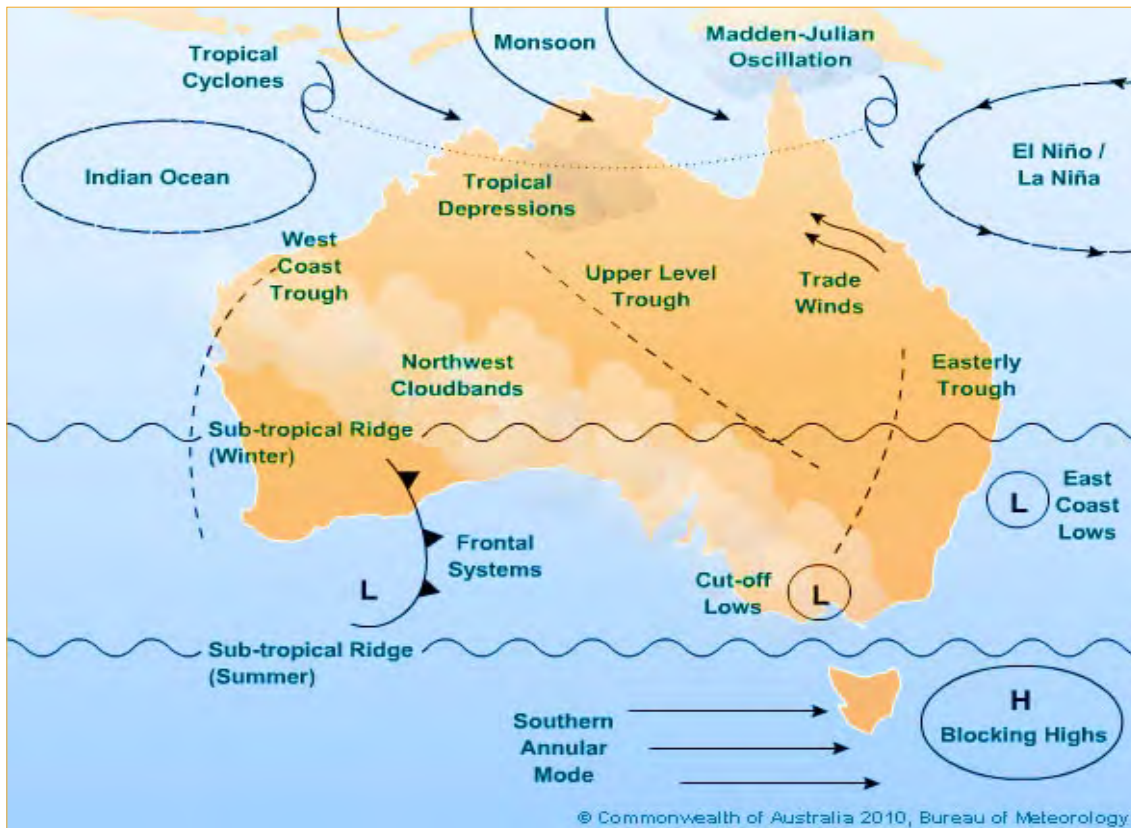 Madden-Julian
Oscillation
Monsoon
Tropical
Cyclones
El Niño /
La Niña
Indian Ocean
Tropical
Depressions
West
Coast
Trough
Upper Level
Trough
Trade
Winds
Northwest
Cloudbands
Easterly
Trough
Sub-tropical Ridge
(Winter)
L
East
Coast
Lows
Frontal
Systems
L
Cut-off
Lows
L
Sub-tropical Ridge
(Summer)
H
Blocking Highs
Southern
Annular
Mode
© Commonwealth of Australia 2010, Bureau of Meteorology